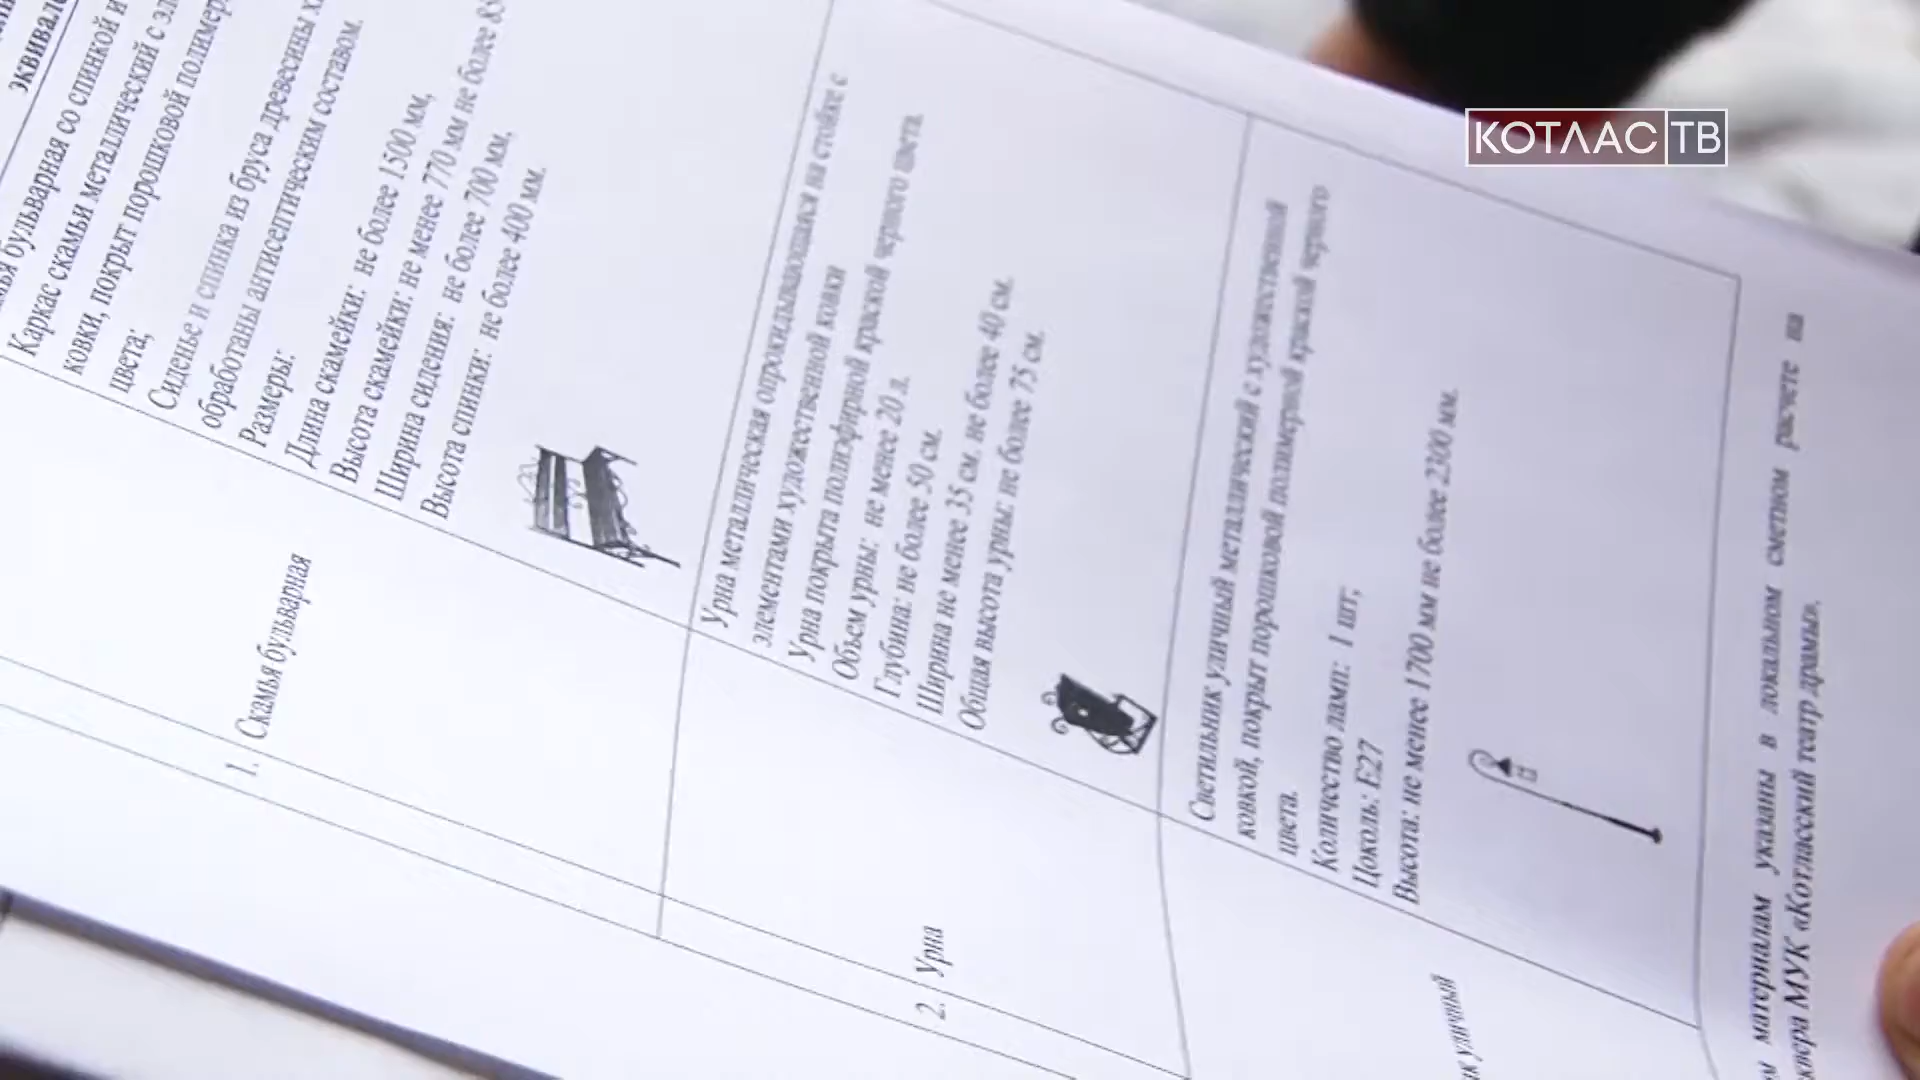 КОТЛАС ТВ
1. Скамья бульварная
бульварная со спинкой и
Каркас скамьи металлический с
ковки, покрыт порошковой
цвета;
Сиденье и спинка из бруса древесины
обработаны антисептическим составом.
Размеры:
Длина скамейки: не более 1500 мм,
Высота скамейки: не менее 770 мм не более
Ширина сидения: не более 700 мм,
Высота спинки: не более 400 мм.
2. Урна
Урна металлическая опрокидывающаяся на стойке с
элементами художественной ковки
Урна покрыта полиэфирной краской черного цвета.
Объем урны: не менее 20 л.
Глубина: не более 50 см.
Ширина не менее 35 см. не более 40 см.
Общая высота урны: не более 75 см.
уличный
Светильник уличный металлический с художественной
ковкой, покрыт порошковой полимерной краской черного
цвета.
Количество ламп: 1 шт,
Цоколь: Е27
Высота: не менее 1700 мм не более 2300 мм.
материалам указаны в локальном сметном расчете на
МУК «Котласский театр драмы».